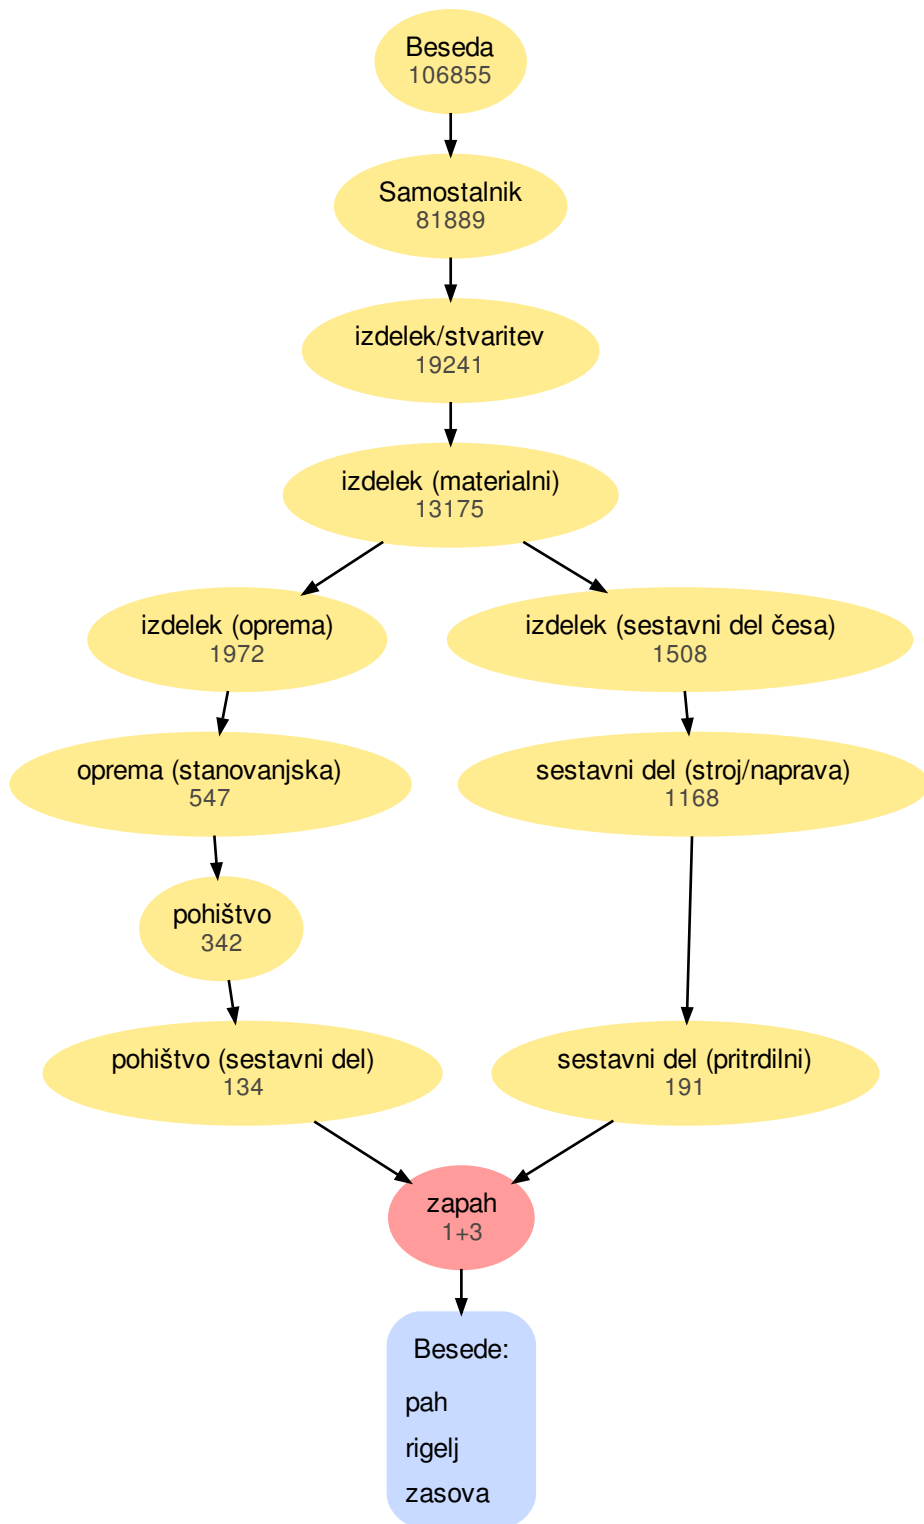 Beseda
106855
Samostalnik
81889
izdelek/stvaritev
19241
izdelek (materialni)
13175
izdelek (oprema)
1972
izdelek (sestavni del česa)
1508
oprema (stanovanjska)
547
sestavni del (stroj/naprava)
1168
pohištvo
342
pohištvo (sestavni del)
134
sestavni del (pritrdilni)
191
zapah
1+3
Besede:
pah
rigelj
zasova